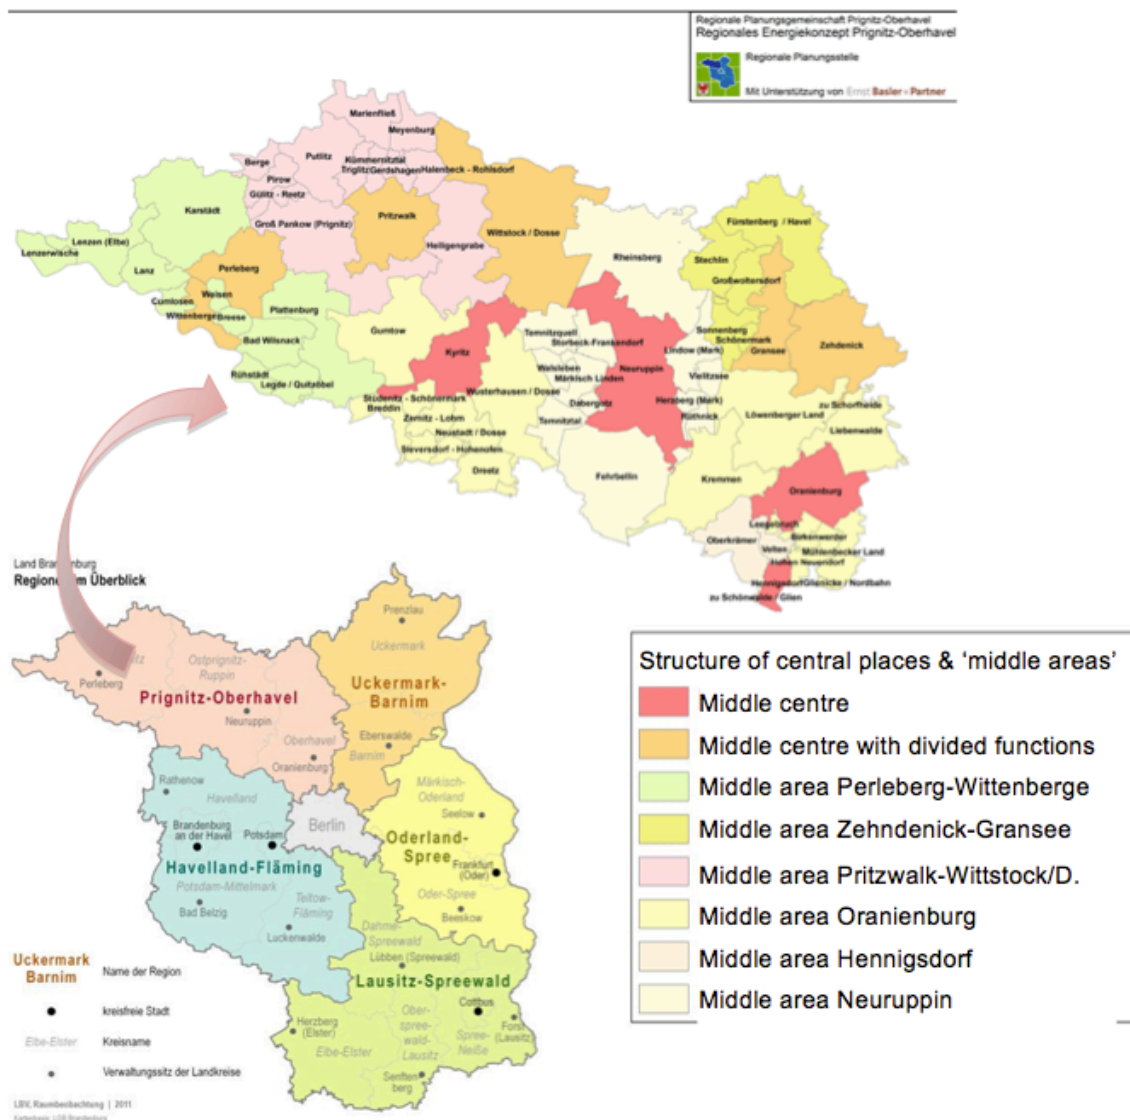 Regionale Planungsgemeinschaft Prignitz-Oberhavel
Regionales Energiekonzept Prignitz-Oberhavel
Regionale Planungsstelle
Mit Unterstützung von Ernst Basler + Partner
Marienfließ
Meyenburg
Putlitz
Kümmernitztal
Berge
Triglitz
Gerdshagen
Halenbeck - Rohlsdorf
Pirow
Gülitz - Reetz
Karstädt
Pritzwalk
Groß Pankow (Prignitz)
Wittstock / Dosse
Heiligengrabe
Fürstenberg / Havel
Lenzen (Elbe)
Lenzerwische
Rheinsberg
Stechlin
Lanz
Perleberg
Großwoltersdorf
Cumlosen
Weisen
Plattenburg
Wittenberge
Breese
Gumtow
Temnitzquell
Sonnenberg
Bad Wilsnack
Storbeck-Frankendorf
Schönermark
Zehdenick
Kyritz
Lindow (Mark)
Gransee
Rühstädt
Walsleben
Neuruppin
Legde / Quitzöbel
Märkisch Linden
Vielitzsee
Wusterhausen / Dosse
Stüdenitz - Schönermark
Breddin
Dabergotz
Herzberg (Mark)
zu Schorfheide
Zernitz - Lohm
Temnitztal
Rüthnick
Löwenberger Land
Neustadt / Dosse
Liebenwalde
Sieversdorf - Hohenofen
Dreetz
Fehrbellin
Kremmen
Oranienburg
Leegebruch
Oberkrämer
Birkenwerder
Velten
Mühlenbecker Land
Hohen Neuendorf
Hennigsdorf
Glienicke / Nordbahn
zu Schönwalde / Glien
Land Brandenburg
Regionen im Überblick
Prenzlau
Uckermark
Ostprignitz-
Ruppin
Perleberg
Prignitz-Oberhavel
Uckermark-
Barnim
Neuruppin
Oberhavel
Eberswalde
Barnim
Oranienburg
Rathenow
Havelland
Märkisch-
Oderland
Seelow
Berlin
Brandenburg
an der Havel
Potsdam
Oderland-
Spree
Havelland-Fläming
Frankfurt
(Oder)
Potsdam-Mittelmark
Oder-Spree
Bad Belzig
Teltow-
Fläming
Beeskow
Luckenwalde
Dahme-
Spreewald
Lübben (Spreewald)
Lausitz-Spreewald
Cottbus
Herzberg
(Elster)
Ober-
spree-
wald-
Lausitz
Forst
(Lausitz)
Spree-
Neiße
Elbe-Elster
Senften
berg
Uckermark
Barnim
Name der Region
kreisfreie Stadt
Elbe-Elster
Kreisname
Verwaltungssitz der Landkreise
LBV, Raumbeobachtung | 2011
Kartenbasis: LGB Brandenburg
Structure of central places & ‘middle areas’
Middle centre
Middle centre with divided functions
Middle area Perleberg-Wittenberge
Middle area Zehndenick-Gransee
Middle area Pritzwalk-Wittstock/D.
Middle area Oranienburg
Middle area Hennigsdorf
Middle area Neuruppin